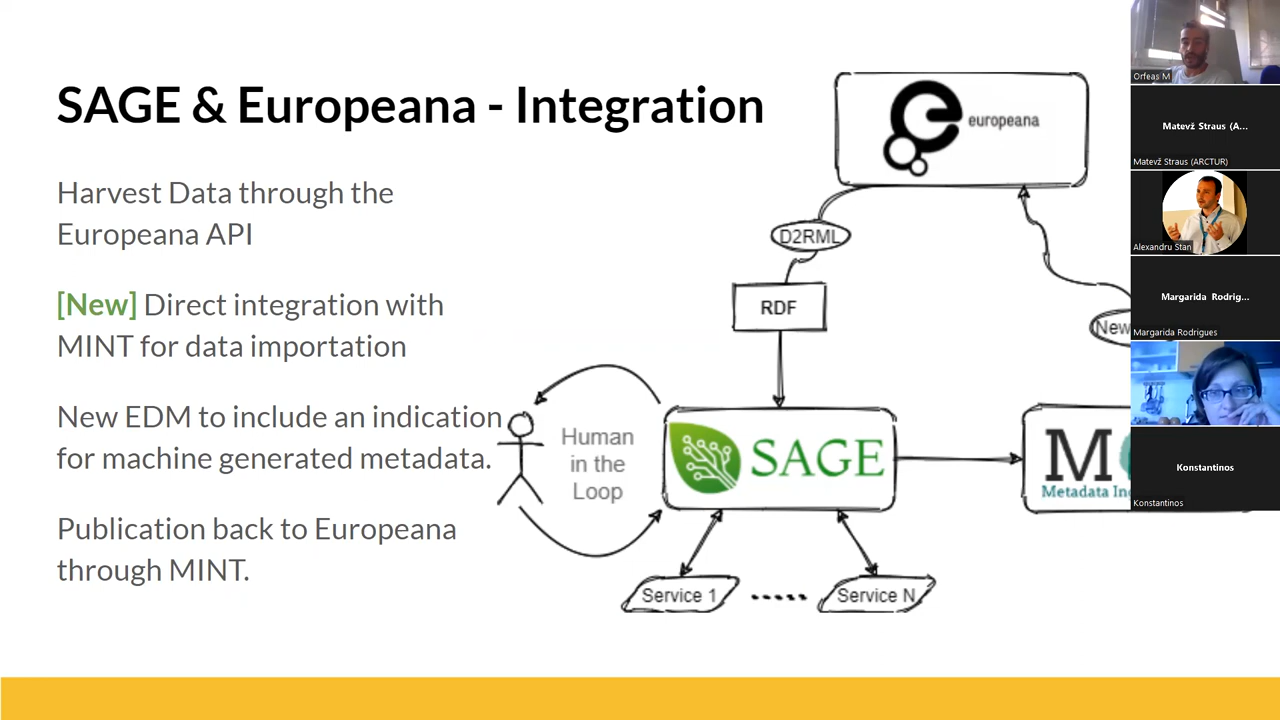 SAGE & Europeana - Integration
Harvest Data through the
Europeana API
[New] Direct integration with
MINT for data importation
New EDM to include an indication
for machine generated metadata.
Publication back to Europeana
through MINT.
europeana
D2RML
RDF
New
Human
in the
Loop
SAGE
M
Metadata
Service 1
Service N
Orfeas M
Matevž Straus (A...
Matevž Straus (ARCTUR)
Alexandru Stan
Margarida Rodrig...
Margarida Rodrigues
Konstantinos
Konstantinos